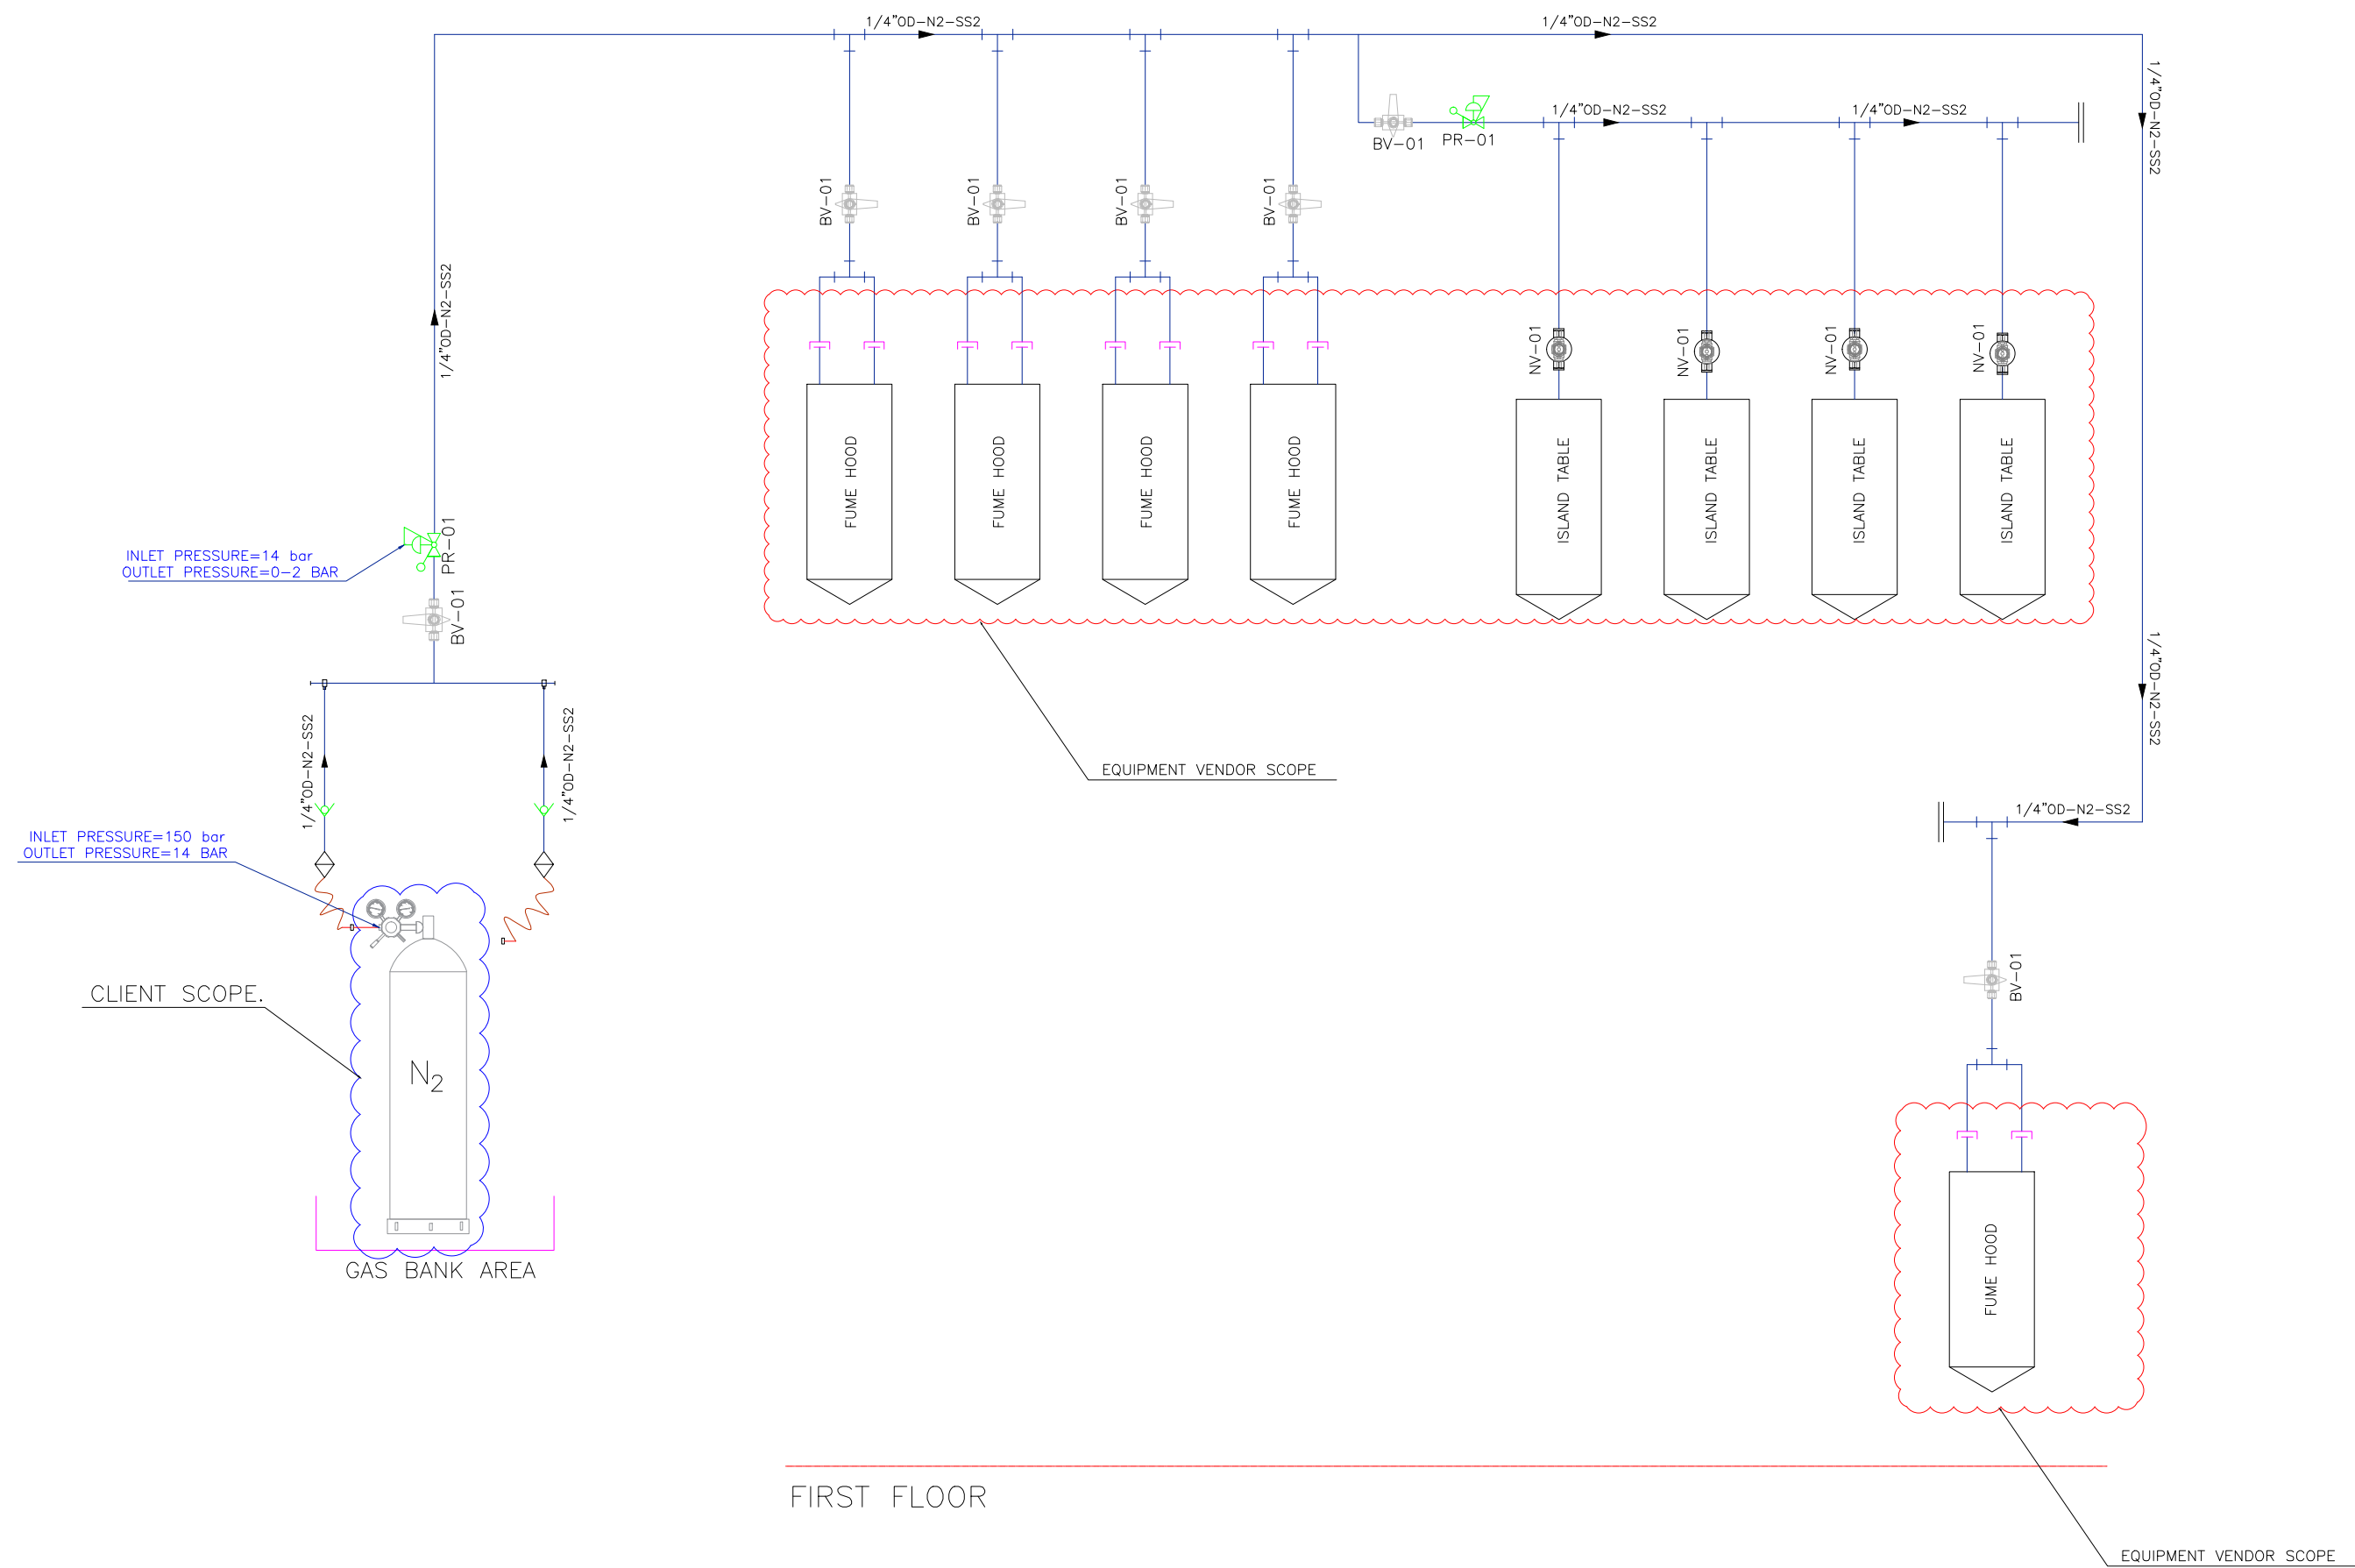 1/4"OD-N2-SS2
1/4"OD-N2-SS2
1/4"OD-N2-SS2
1/4"OD-N2-SS2
1/4"OD-N2-SS2
BV-01
PR-01
BV-01
BV-01
BV-01
BV-01
1/4"OD-N2-SS2
NV-01
NV-01
NV-01
NV-01
FUME HOOD
FUME HOOD
FUME HOOD
FUME HOOD
ISLAND TABLE
ISLAND TABLE
ISLAND TABLE
ISLAND TABLE
PR-01
INLET PRESSURE=14 bar
OUTLET PRESSURE=0-2 BAR
BV-01
1/4"OD-N2-SS2
1/4"OD-N2-SS2
1/4"OD-N2-SS2
EQUIPMENT VENDOR SCOPE
1/4"OD-N2-SS2
INLET PRESSURE=150 bar
OUTLET PRESSURE=14 BAR
BV-01
CLIENT SCOPE.
N2
FUME HOOD
GAS BANK AREA
FIRST FLOOR
EQUIPMENT VENDOR SCOPE